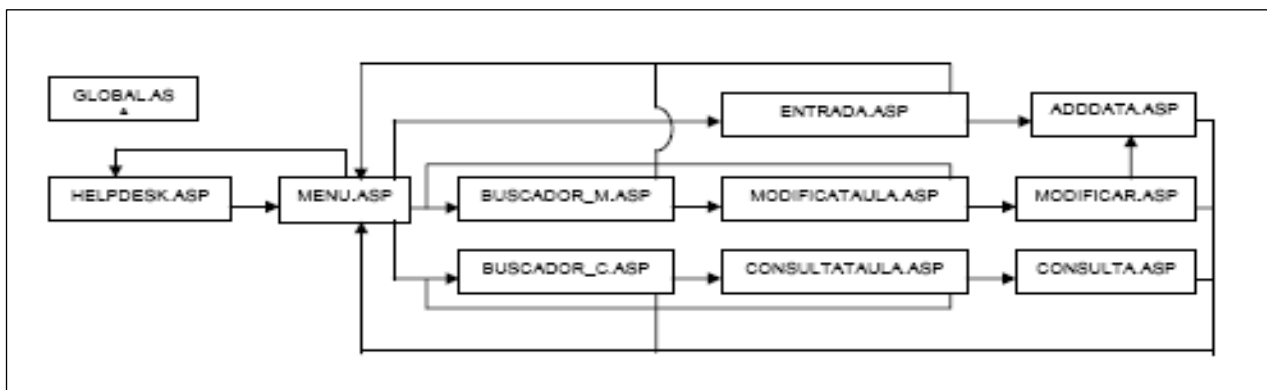 GLOBAL.AS
A
ENTRADA.ASP
ADDDATA.ASP
HELPDESK.ASP
MENU.ASP
BUSCADOR_M.ASP
MODIFICATAULA.ASP
MODIFICAR.ASP
BUSCADOR_C.ASP
CONSULTATAULA.ASP
CONSULTA.ASP